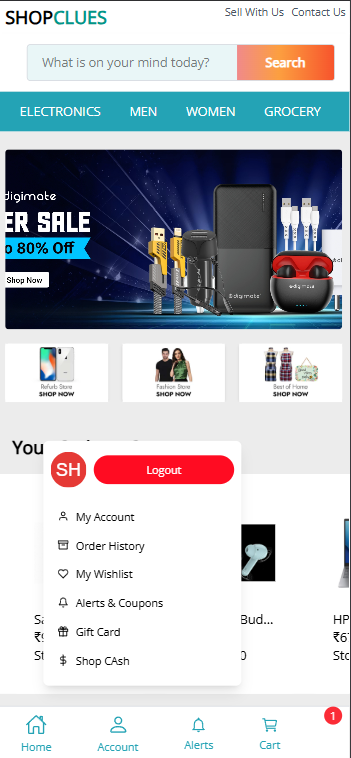 SHOPCLUES
Sell With Us Contact Us
What is on your mind today?
Search
ELECTRONICS MEN WOMEN GROCERY
digimate
ER SALE
o 80% Off
Shop Now
digimate
digimate
Refurb Store
SHOP NOW
Fashion Store
SHOP NOW
Best of Home
SHOP NOW
You
SH
Logout
My Account
Order History
My Wishlist
Alerts & Coupons
Gift Card
Shop CAsh
Sa
Bud...
HP
₹9
₹6
Sto
0
Sto
1
Home
Account
Alerts
Cart